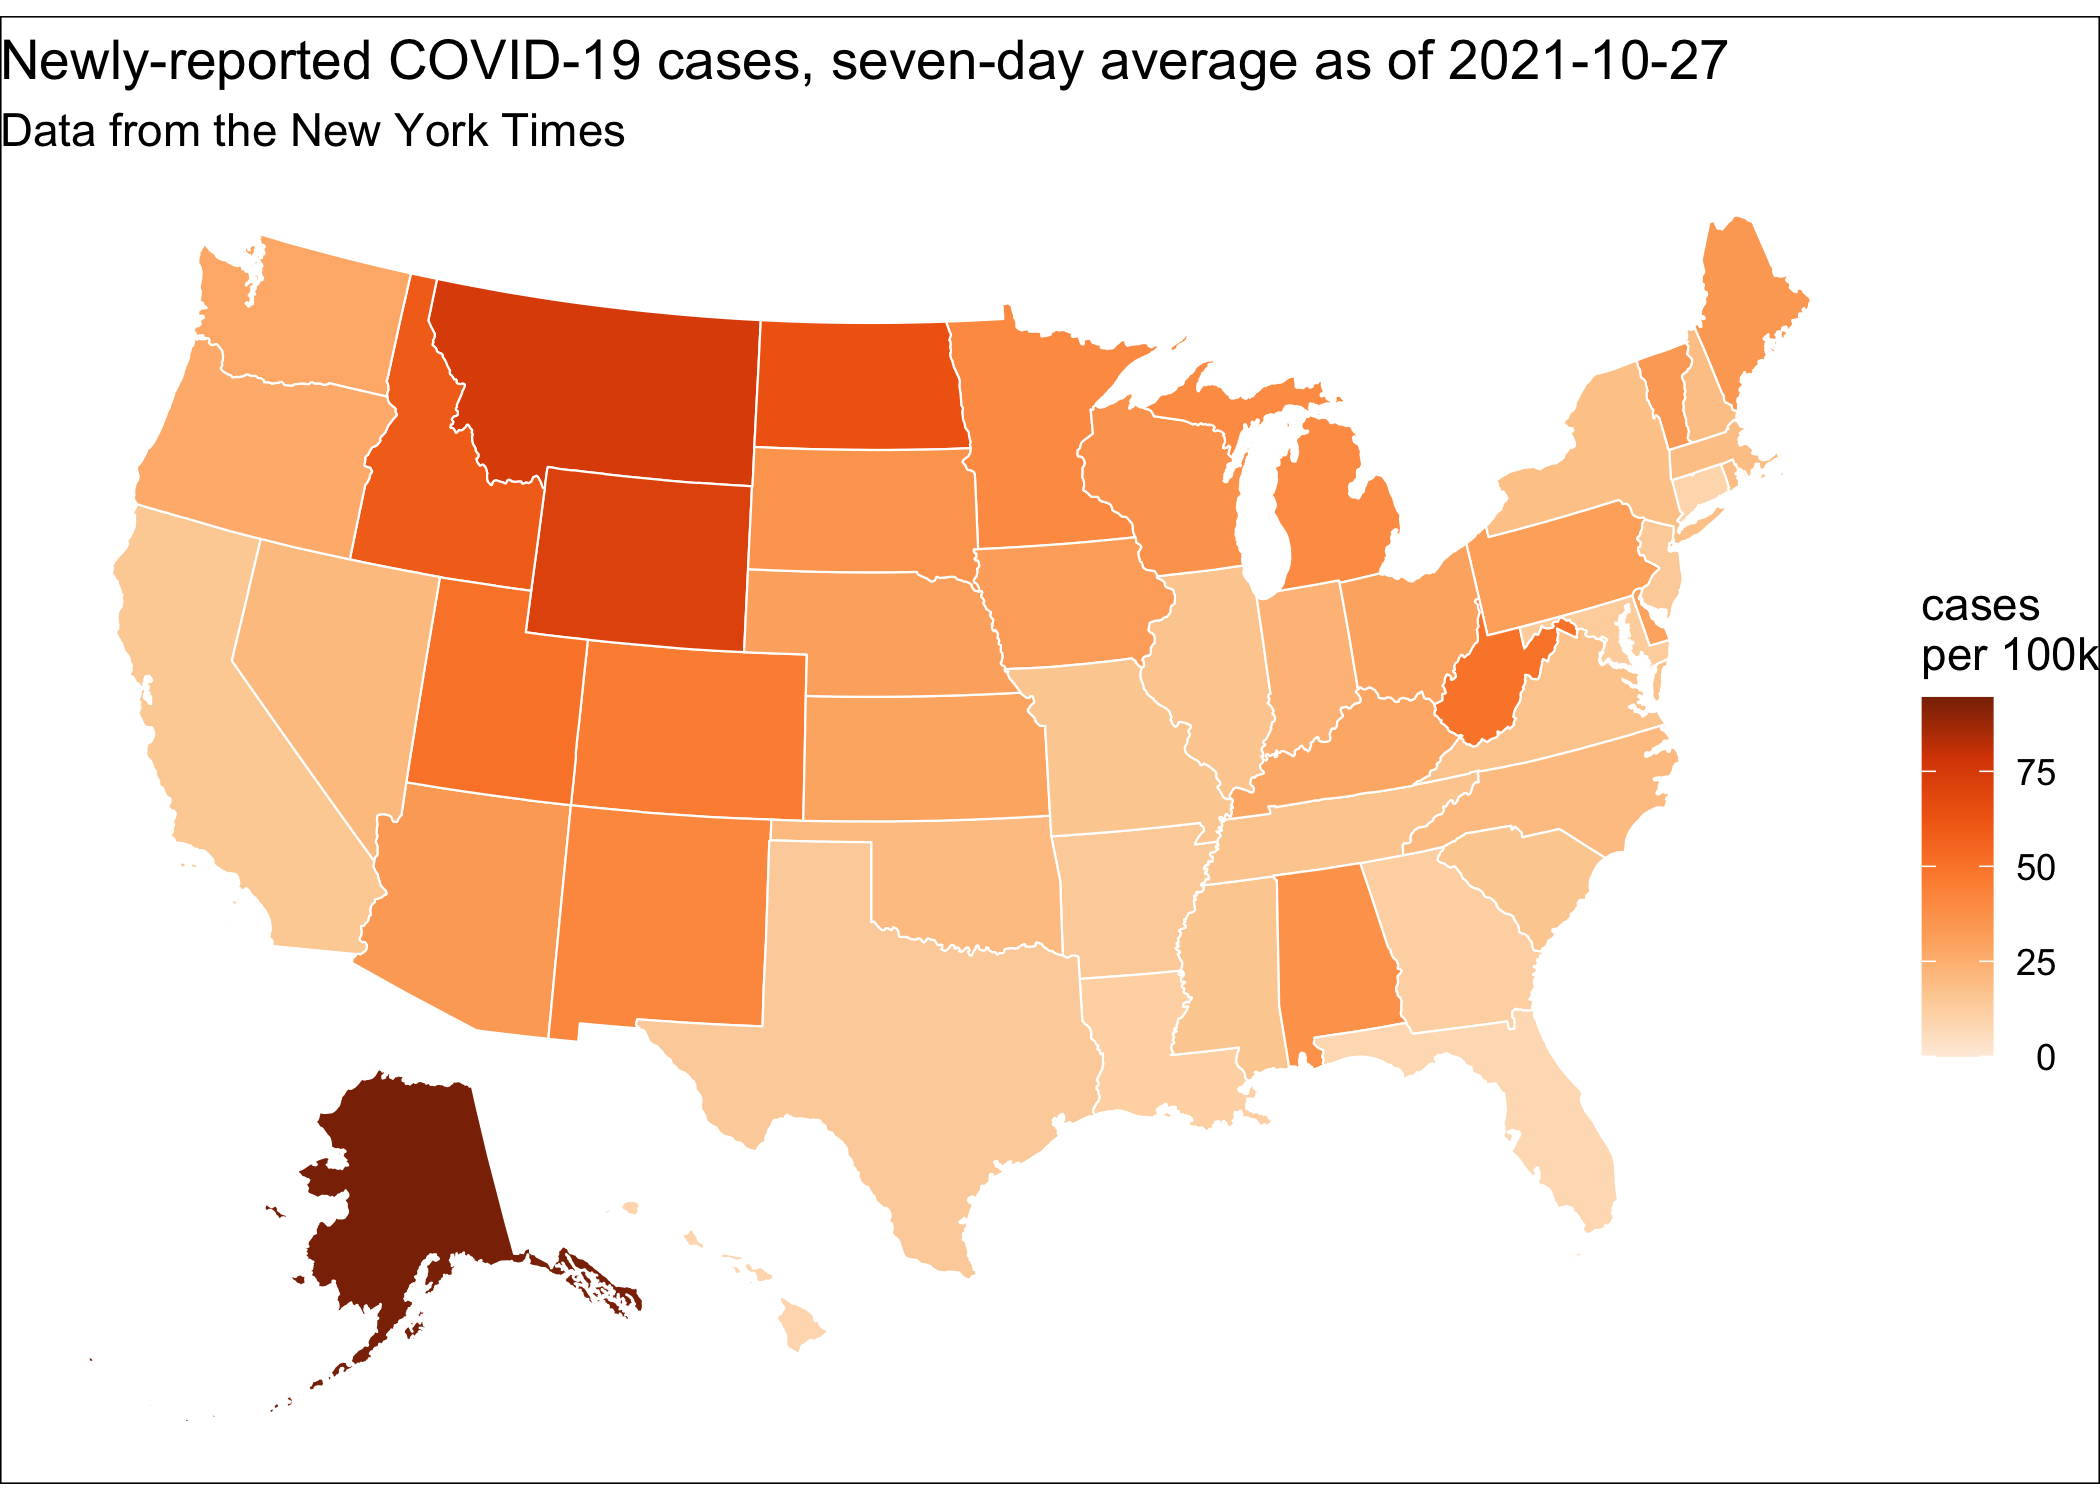 Newly-reported COVID-19 cases, seven-day average as of 2021-10-27
Data from the New York Times
cases
per 100k
75
50
25
0